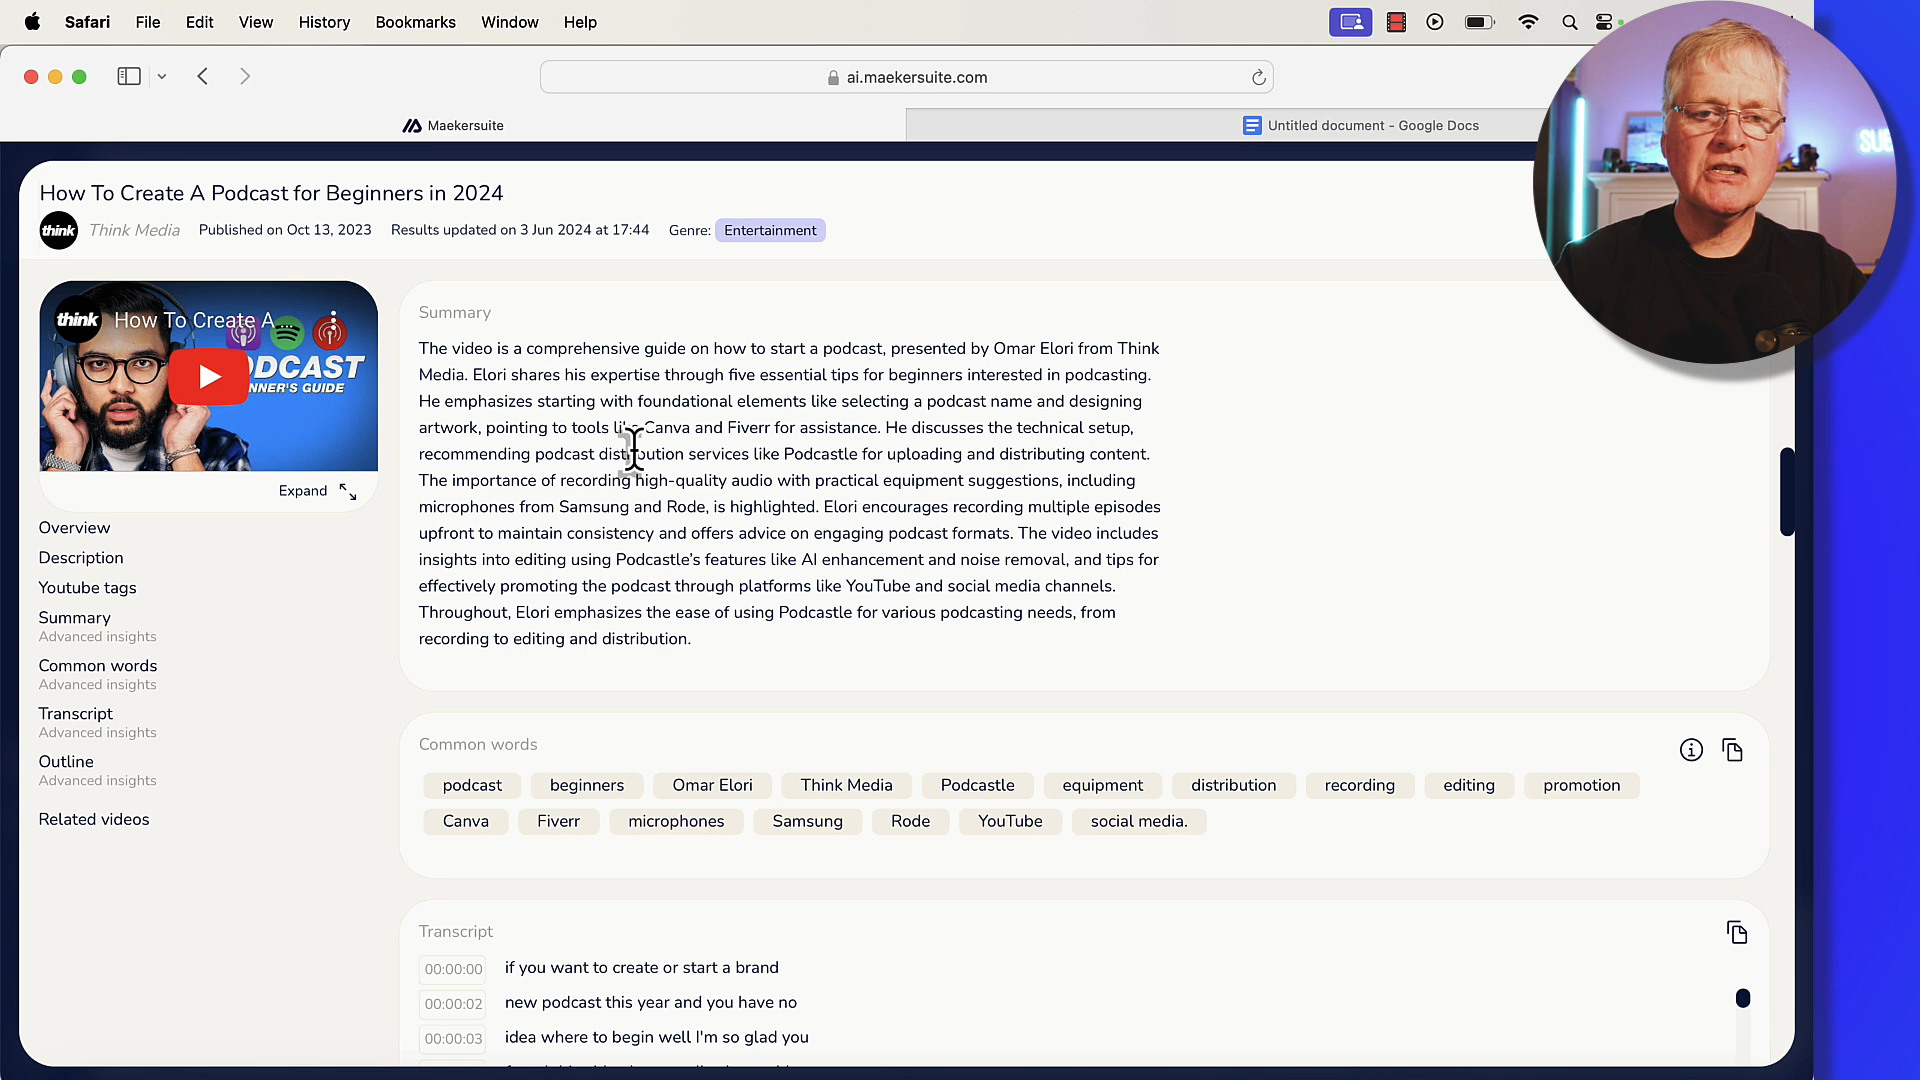 Safari File Edit View History Bookmarks Window Help
ai.maekersuite.com
Maekersuite
Untitled document - Google Docs
How To Create A Podcast for Beginners in 2024
think Think Media Published on Oct 13, 2023 Results updated on 3 Jun 2024 at 17:44 Genre: Entertainment
think How To Create A...
NNER'S GUIDE
Expand
Overview
Description
Youtube tags
Summary
Advanced insights
Common words
Advanced insights
Transcript
Advanced insights
Outline
Advanced insights
Related videos
Summary
The video is a comprehensive guide on how to start a podcast, presented by Omar Elori from Think
Media. Elori shares his expertise through five essential tips for beginners interested in podcasting.
He emphasizes starting with foundational elements like selecting a podcast name and designing
artwork, pointing to tools like Canva and Fiverr for assistance. He discusses the technical setup,
recommending podcast distribution services like Podcastle for uploading and distributing content.
The importance of recording high-quality audio with practical equipment suggestions, including
microphones from Samsung and Rode, is highlighted. Elori encourages recording multiple episodes
upfront to maintain consistency and offers advice on engaging podcast formats. The video includes
insights into editing using Podcastle's features like AI enhancement and noise removal, and tips for
effectively promoting the podcast through platforms like YouTube and social media channels.
Throughout, Elori emphasizes the ease of using Podcastle for various podcasting needs, from
recording to editing and distribution.
Common words
podcast beginners Omar Elori Think Media Podcastle equipment distribution recording editing promotion
Canva Fiverr microphones Samsung Rode YouTube social media.
Transcript
00:00:00 if you want to create or start a brand
00:00:02 new podcast this year and you have no
00:00:03 idea where to begin well I'm so glad you